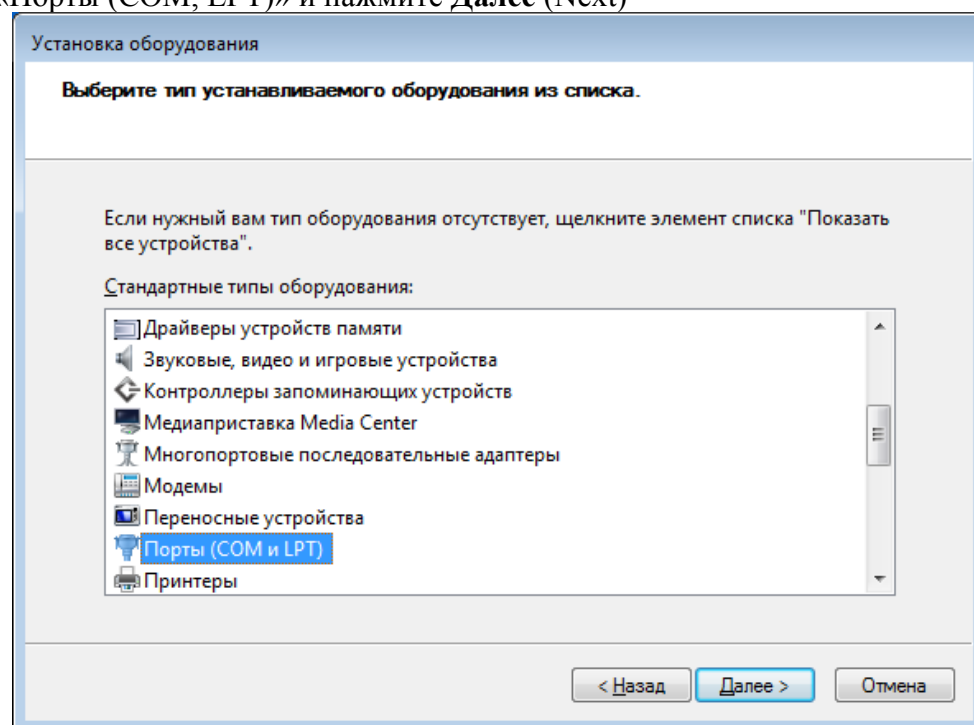 «Порты (COM, LPT)» и нажмите Далее (Next)
Установка оборудования
Выберите тип устанавливаемого оборудования из списка.
Если нужный вам тип оборудования отсутствует, щелкните элемент списка "Показать
все устройства".
Стандартные типы оборудования:
Драйверы устройств памяти
Звуковые, видео и игровые устройства
Контроллеры запоминающих устройств
Медиаприставка Media Center
Многопортовые последовательные адаптеры
Модемы
Переносные устройства
Порты (COM и LPT)
Принтеры
< Назад
Далее >
Отмена